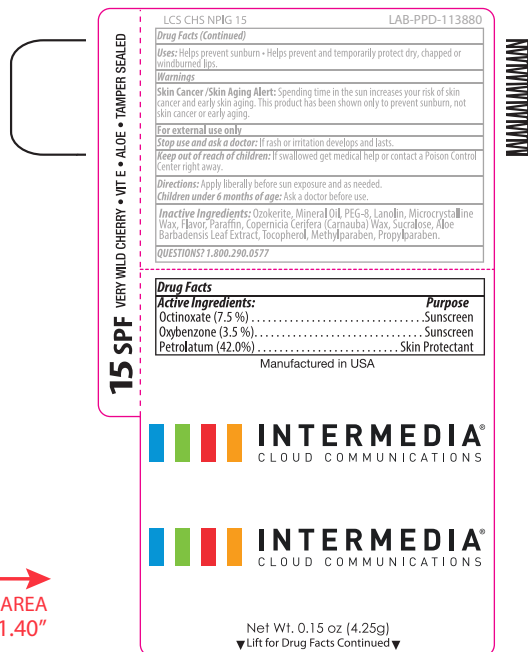 LCS CHS NPIG 15
LAB-PPD-113880
Drug Facts (Continued)
Uses: Helps prevent sunburn • Helps prevent and temporarily protect dry, chapped or
windburned lips.
Warnings
Skin Cancer /Skin Aging Alert: Spending time in the sun increases your risk of skin
cancer and early skin aging. This product has been shown only to prevent sunburn, not
skin cancer or early aging.
For external use only
Stop use and ask a doctor: If rash or irritation develops and lasts.
Keep out of reach of children: If swallowed get medical help or contact a Poison Control
Center right away.
Directions: Apply liberally before sun exposure and as needed.
Children under 6 months of age: Ask a doctor before use.
Inactive Ingredients: Ozokerite, Mineral Oil, PEG-8, Lanolin, Microcrystalline
Wax, Flavor, Paraffin, Copernicia Cerifera (Carnauba) Wax, Sucralose, Aloe
Barbadensis Leaf Extract, Tocopherol, Methylparaben, Propylparaben.
QUESTIONS? 1.800.290.0577
15 SPF VERY WILD CHERRY • VIT E • ALOE • TAMPER SEALED
Drug Facts
Active Ingredients: Purpose
Octinoxate (7.5 %) . . . . . . . . . . . . . . . . . . . . . . . . . . . . . Sunscreen
Oxybenzone (3.5 %). . . . . . . . . . . . . . . . . . . . . . . . . . . . Sunscreen
Petrolatum (42.0%) . . . . . . . . . . . . . . . . . . . . . . . . Skin Protectant
Manufactured in USA
INTERMEDIA®
CLOUD COMMUNICATIONS
INTERMEDIA®
CLOUD COMMUNICATIONS
AREA
1.40”
Net Wt. 0.15 oz (4.25g)
▼Lift for Drug Facts Continued▼